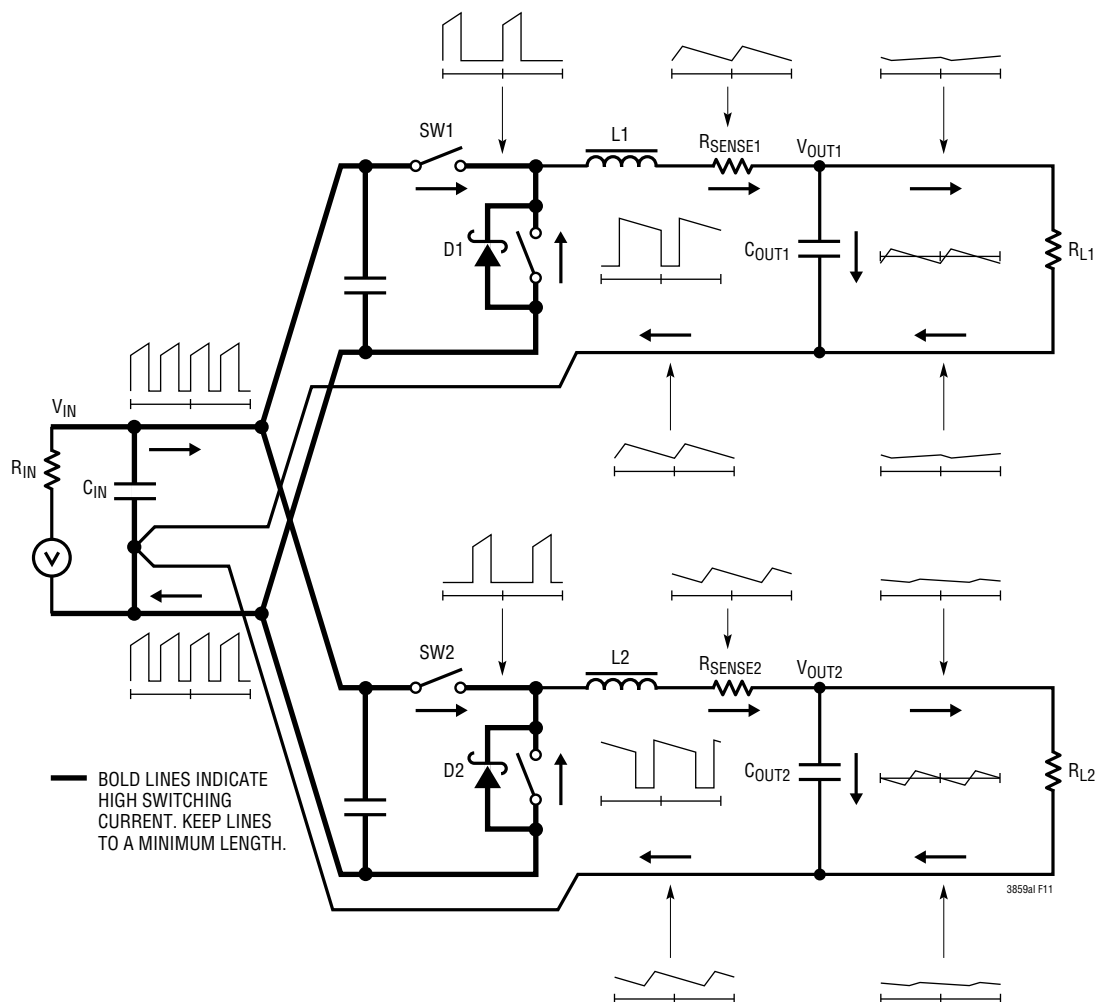 SW1
L1
RSENSE1
VOUT1
D1
COUT1
RL1
VIN
RIN
CIN
V
SW2
L2
RSENSE2
VOUT2
D2
COUT2
RL2
BOLD LINES INDICATE
HIGH SWITCHING
CURRENT. KEEP LINES
TO A MINIMUM LENGTH.
3859al F11